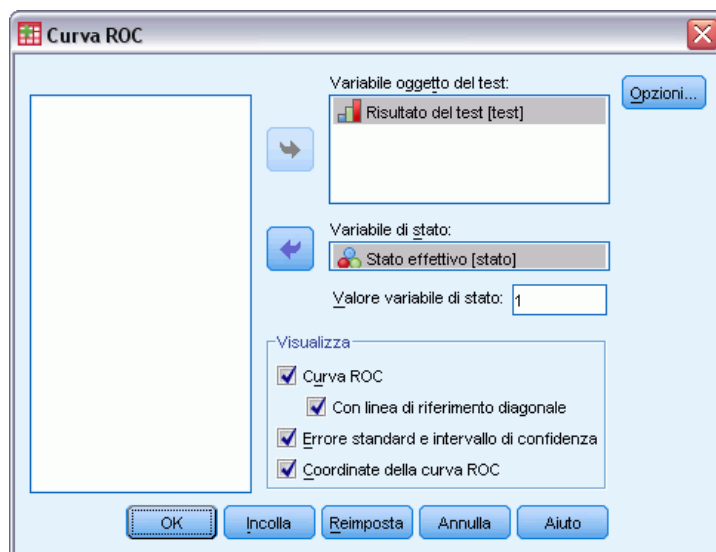 Curva ROC
Variabile oggetto del test:
Opzioni...
Risultato del test [test]
Variabile di stato:
Stato effettivo [stato]
Valore variabile di stato: 1
Visualizza
Curva ROC
Con linea di riferimento diagonale
Errore standard e intervallo di confidenza
Coordinate della curva ROC
OK Incolla Reimposta Annulla Aiuto